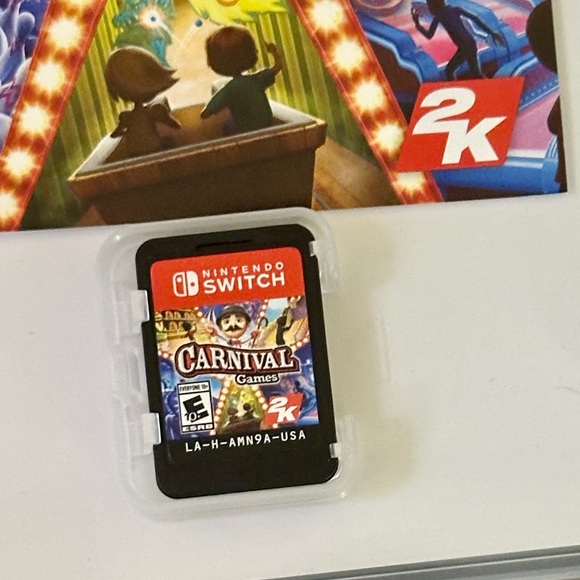 2K
NINTENDO
SWITCH
CARNIVAL
Games
EVERYONE 10+
E
10+
ESRB
2K
LA-H-AMN9A-USA